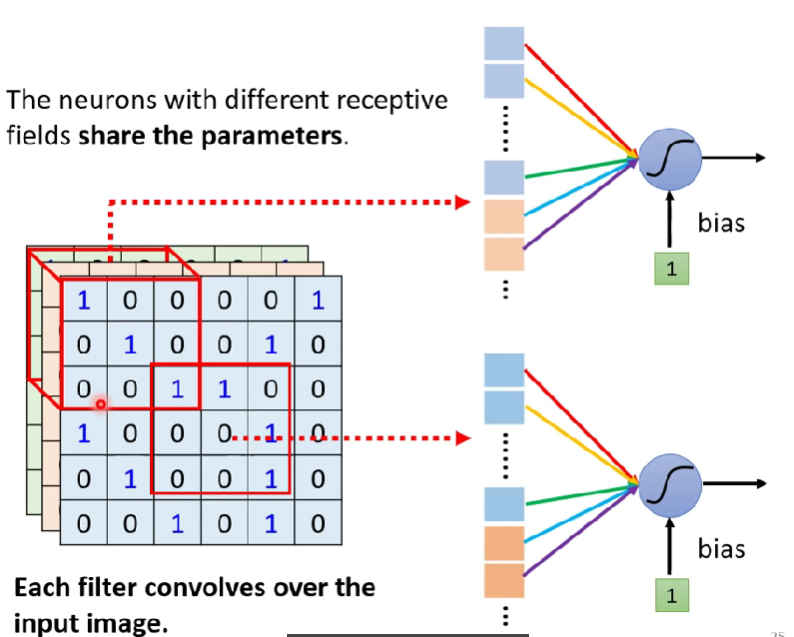 The neurons with different receptive
fields share the parameters.
1 0 0 0 0 1
0 1 0 0 1 0
0 0 1 1 0 0
1 0 0 0 1 0
0 1 0 0 1 0
0 0 1 0 1 0
Each filter convolves over the
input image.
bias
1
bias
1